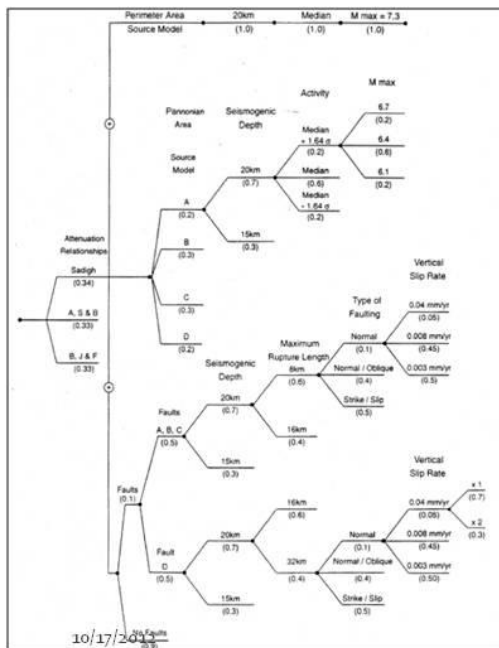 Perimeter Area 20km Median M max = 7.3
Source Model (1.0) (1.0) (1.0)
M max
Activity
Pannonian Seismogenic
Area Depth
Source
Model
6.7
(0.2)
Median
+ 1.64 σ
(0.2)
6.4
(0.6)
20km
(0.7)
Median
(0.6)
6.1
(0.2)
Median
- 1.64 σ
(0.2)
A
(0.2)
15km
(0.3)
B
(0.3)
C
(0.3)
D
(0.2)
Attenuation
Relationships
Sadigh
(0.34)
A, S & B
(0.33)
B, J & F
(0.33)
Vertical
Slip Rate
Type of
Faulting
Maximum
Rupture Length
Seismogenic
Depth
0.04 mm/yr
(0.05)
Normal
(0.1)
0.008 mm/yr
(0.45)
8km
(0.6)
Normal / Oblique
(0.4)
0.003 mm/yr
(0.5)
20km
(0.7)
Strike / Slip
(0.5)
Faults
A, B, C
(0.5)
16km
(0.4)
15km
(0.3)
Vertical
Slip Rate
x 1
(0.7)
Faults
(0.1)
16km
(0.6)
0.04 mm/yr
(0.05)
x 2
(0.3)
20km
(0.7)
Normal
(0.1)
0.008 mm/yr
(0.45)
Fault
D
(0.5)
32km
(0.4)
Normal / Oblique
(0.4)
0.003 mm/yr
(0.50)
15km
(0.3)
Strike / Slip
(0.5)
No Faults
(0.9)
10/17/2012